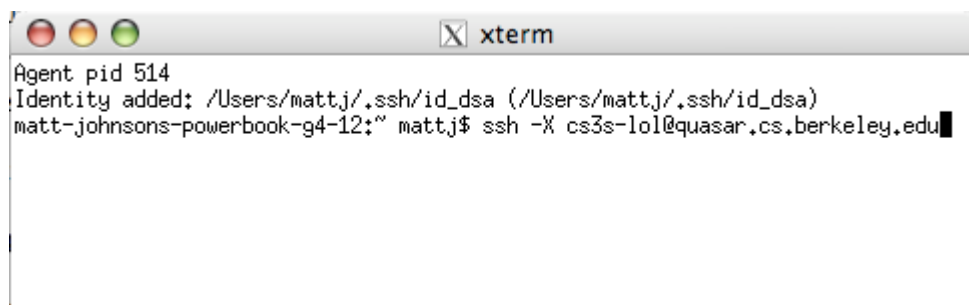 xterm
Agent pid 514
Identity added: /Users/mattj/.ssh/id_dsa (/Users/mattj/.ssh/id_dsa)
matt-johnsons-powerbook-g4-12:~ mattj$ ssh -X cs3s-lol@quasar.cs.berkeley.edu